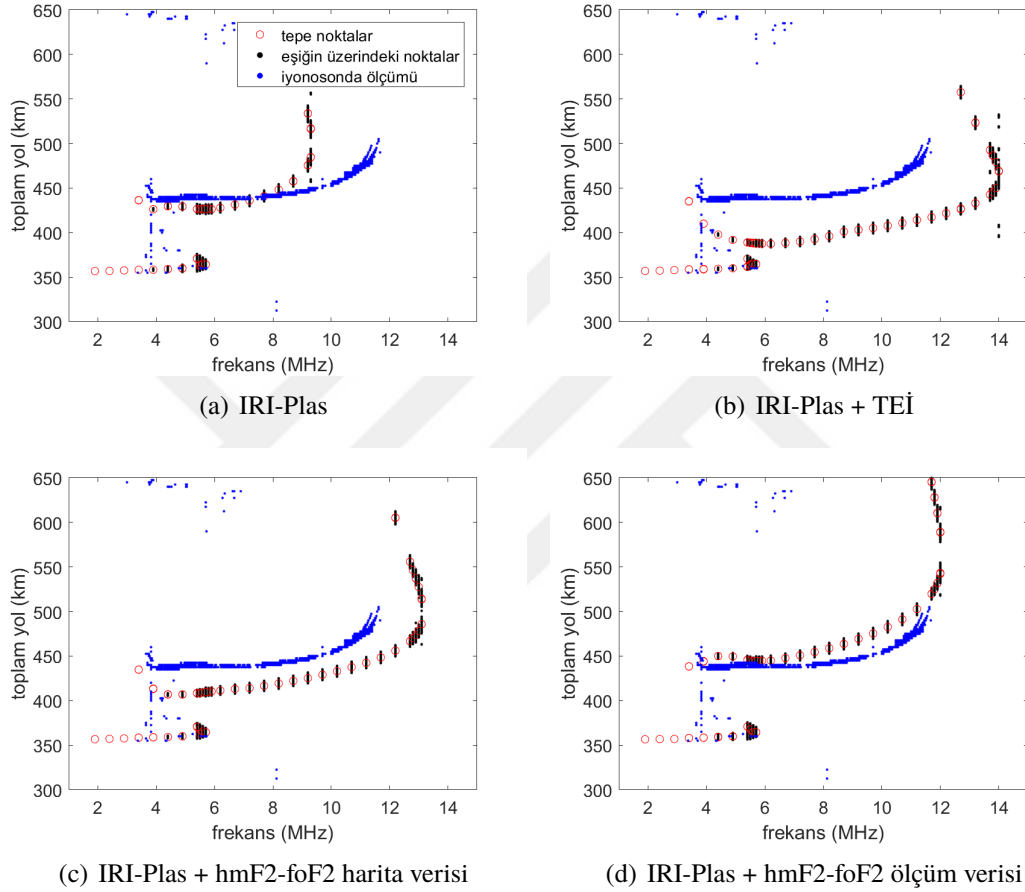 650
600
550
500
450
400
350
300
toplam yol (km)
2 4 6 8 10 12 14
frekans (MHz)
tepe noktalar
eşiğin üzerindeki noktalar
iyonosonda ölçümü
(a) IRI-Plas
650
600
550
500
450
400
350
300
toplam yol (km)
2 4 6 8 10 12 14
frekans (MHz)
(b) IRI-Plas + TEİ
650
600
550
500
450
400
350
300
toplam yol (km)
2 4 6 8 10 12 14
frekans (MHz)
(c) IRI-Plas + hmF2-foF2 harita verisi
650
600
550
500
450
400
350
300
toplam yol (km)
2 4 6 8 10 12 14
frekans (MHz)
(d) IRI-Plas + hmF2-foF2 ölçüm verisi